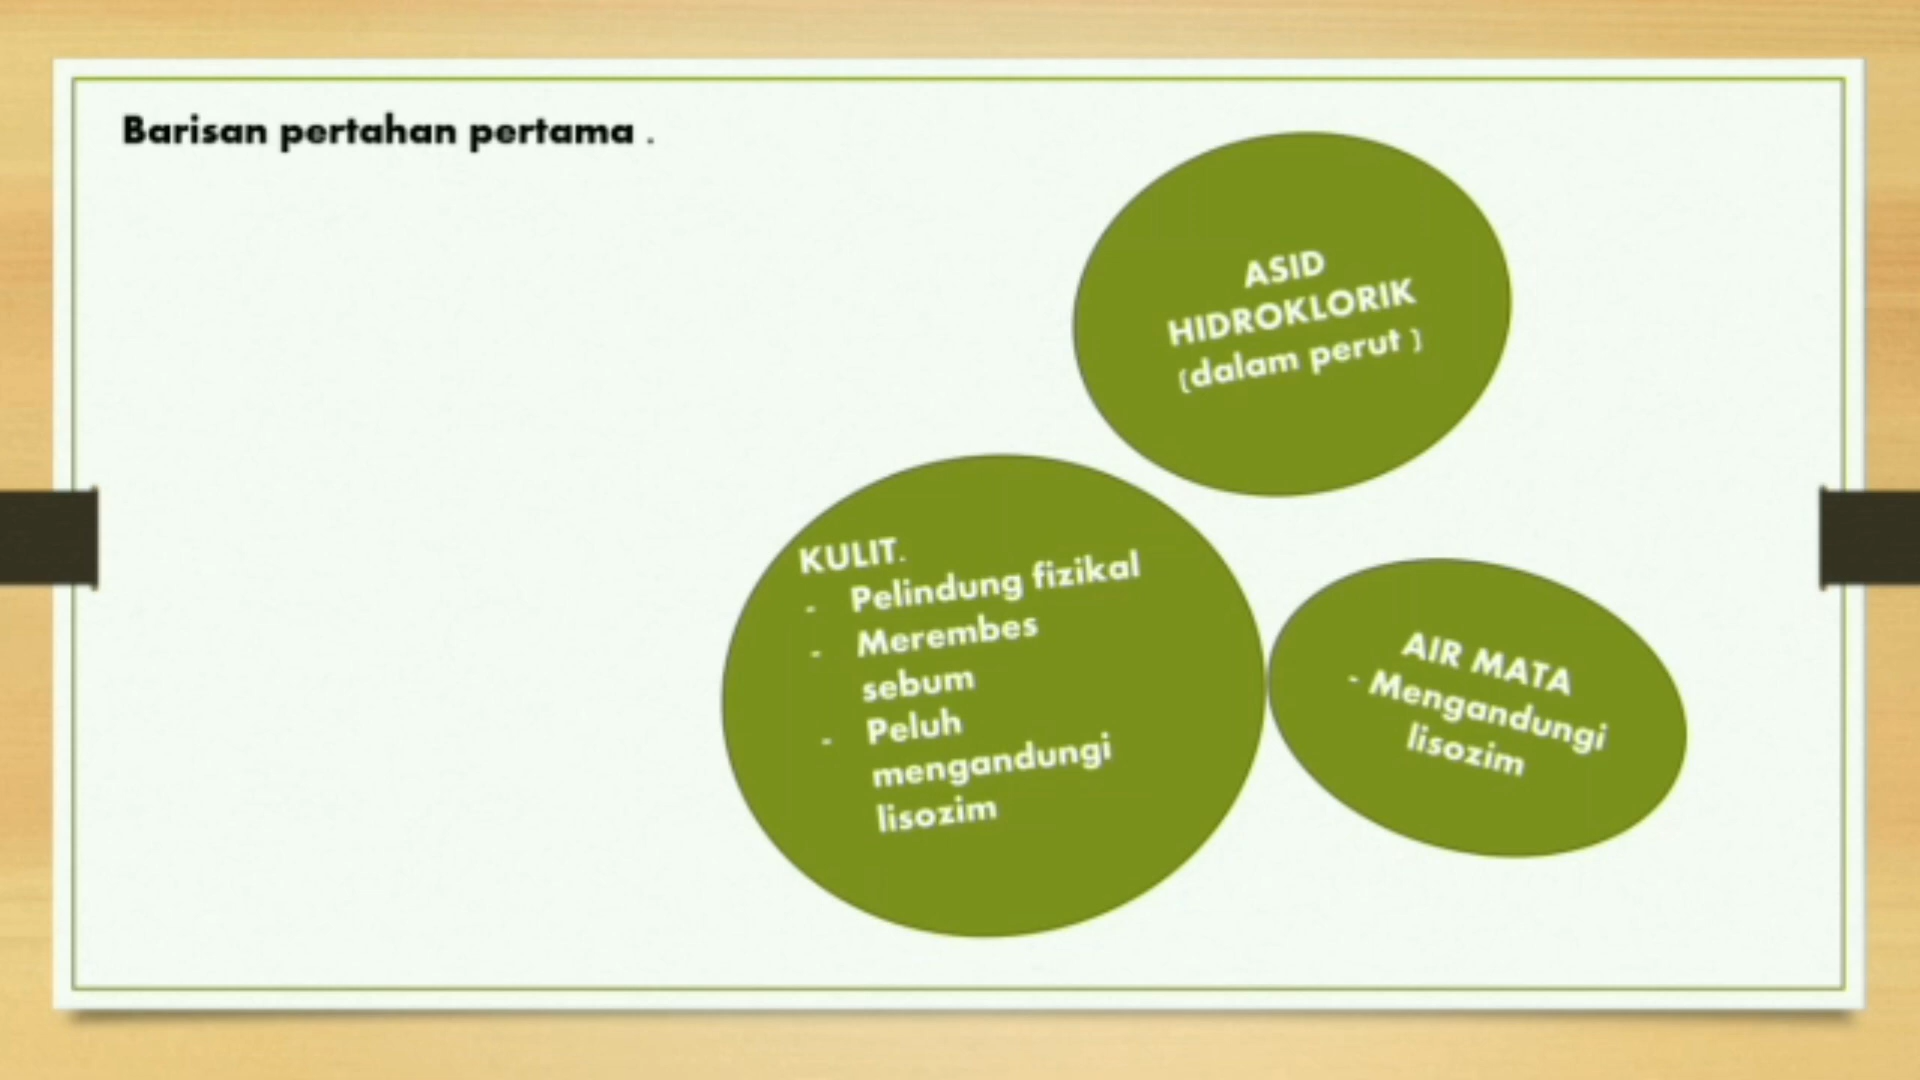 Barisan pertahan pertama .
ASID
HIDROKLORIK
(dalam perut )
KULIT.
- Pelindung fizikal
- Merembes
sebum
- Peluh
mengandungi
lisozim
AIR MATA
- Mengandungi
lisozim